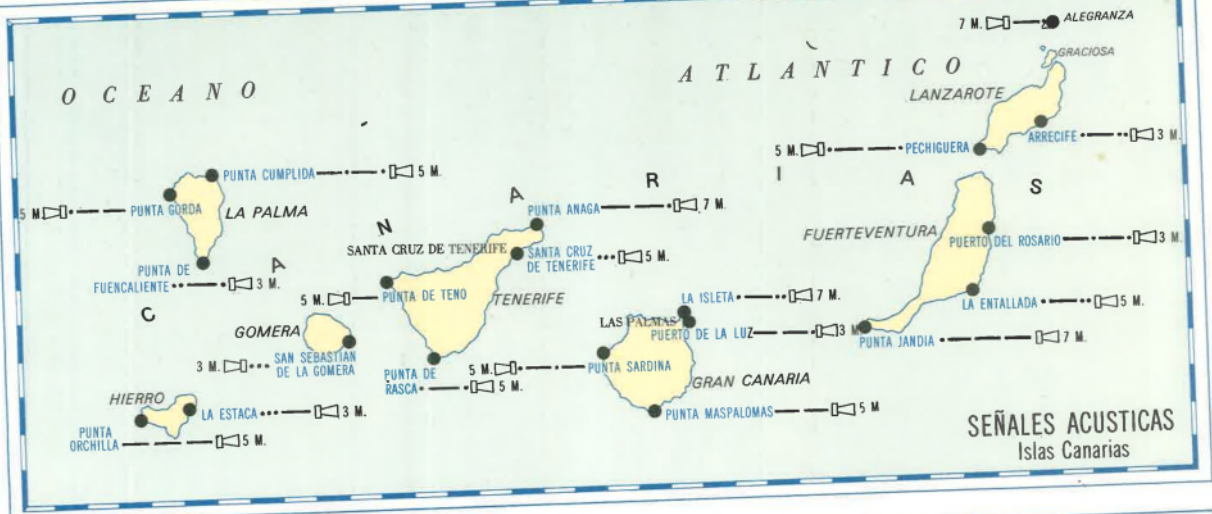 7 M. ALEGRANZA
GRACIOSA
OCEANO
ATLANTICO
LANZAROTE
5 M. PECHIGUERA
ARRECIFE 3 M.
PUNTA CUMPLIDA 5 M.
5 M. PUNTA GORDA
LA PALMA
CANARIAS
PUNTA ANAGA 7 M.
FUERTEVENTURA
PUERTO DEL ROSARIO 3 M.
SANTA CRUZ DE TENERIFE
SANTA CRUZ
DE TENERIFE 5 M.
PUNTA DE
FUENCALIENTE 3 M.
5 M. PUNTA DE TENO
TENERIFE
LA ISLETA 7 M.
LA ENTALLADA 5 M.
LAS PALMAS
PUERTO DE LA LUZ 3 M
PUNTA JANDIA 7 M.
GOMERA
3 M. SAN SEBASTIAN
DE LA GOMERA
PUNTA DE
RASCA 5 M.
5 M. PUNTA SARDINA
GRAN CANARIA
HIERRO
LA ESTACA 3 M.
PUNTA MASPALOMAS 5 M
PUNTA
ORCHILLA 5 M.
SEÑALES ACUSTICAS
Islas Canarias